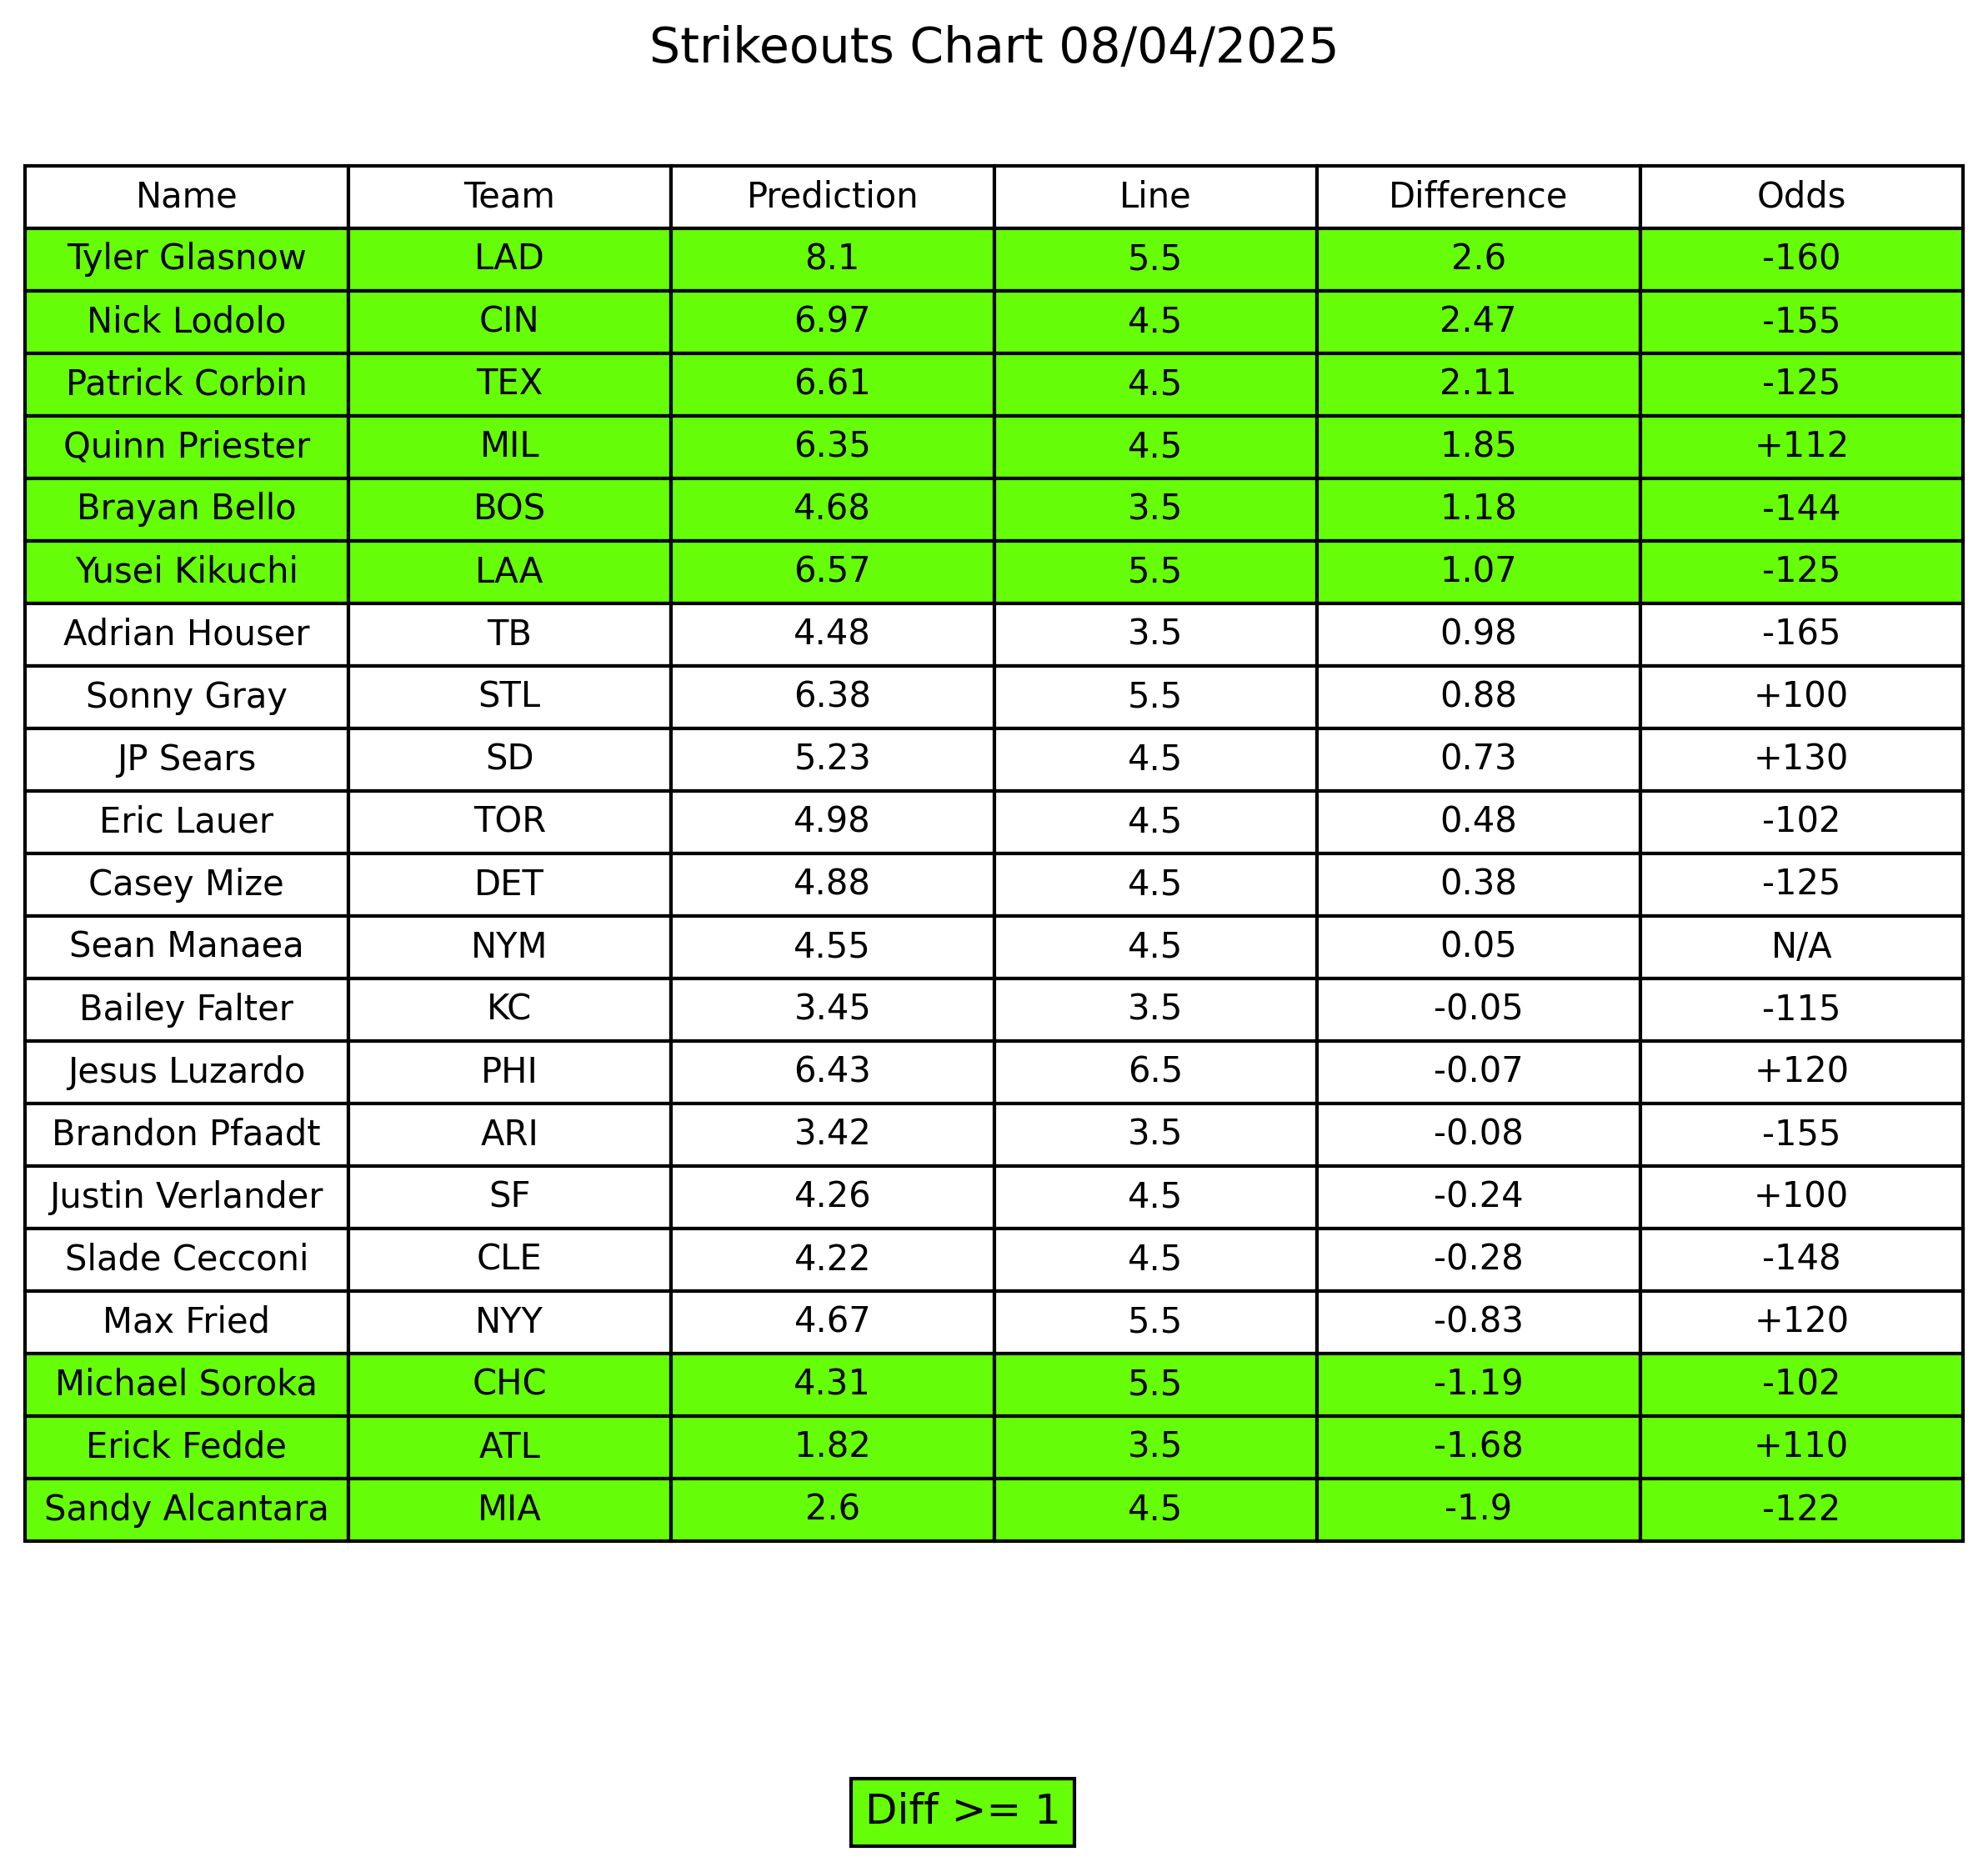 Strikeouts Chart 08/04/2025
Name Team Prediction Line Difference Odds
Tyler Glasnow LAD 8.1 5.5 2.6 -160
Nick Lodolo CIN 6.97 4.5 2.47 -155
Patrick Corbin TEX 6.61 4.5 2.11 -125
Quinn Priester MIL 6.35 4.5 1.85 +112
Brayan Bello BOS 4.68 3.5 1.18 -144
Yusei Kikuchi LAA 6.57 5.5 1.07 -125
Adrian Houser TB 4.48 3.5 0.98 -165
Sonny Gray STL 6.38 5.5 0.88 +100
JP Sears SD 5.23 4.5 0.73 +130
Eric Lauer TOR 4.98 4.5 0.48 -102
Casey Mize DET 4.88 4.5 0.38 -125
Sean Manaea NYM 4.55 4.5 0.05 N/A
Bailey Falter KC 3.45 3.5 -0.05 -115
Jesus Luzardo PHI 6.43 6.5 -0.07 +120
Brandon Pfaadt ARI 3.42 3.5 -0.08 -155
Justin Verlander SF 4.26 4.5 -0.24 +100
Slade Cecconi CLE 4.22 4.5 -0.28 -148
Max Fried NYY 4.67 5.5 -0.83 +120
Michael Soroka CHC 4.31 5.5 -1.19 -102
Erick Fedde ATL 1.82 3.5 -1.68 +110
Sandy Alcantara MIA 2.6 4.5 -1.9 -122
Diff >= 1